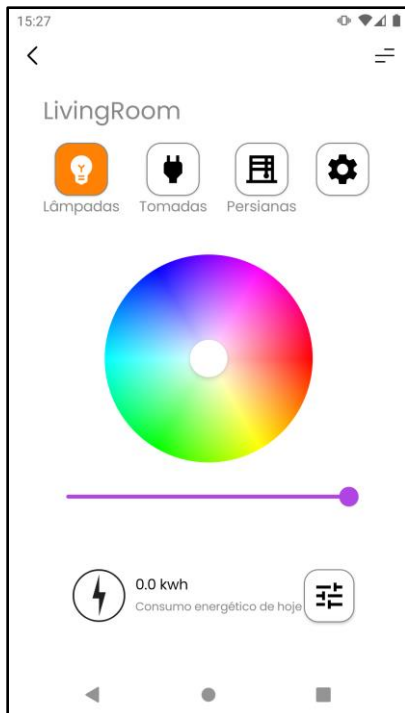 15:27
LivingRoom
Lâmpadas Tomadas Persianas
0.0 kwh
Consumo energético de hoje